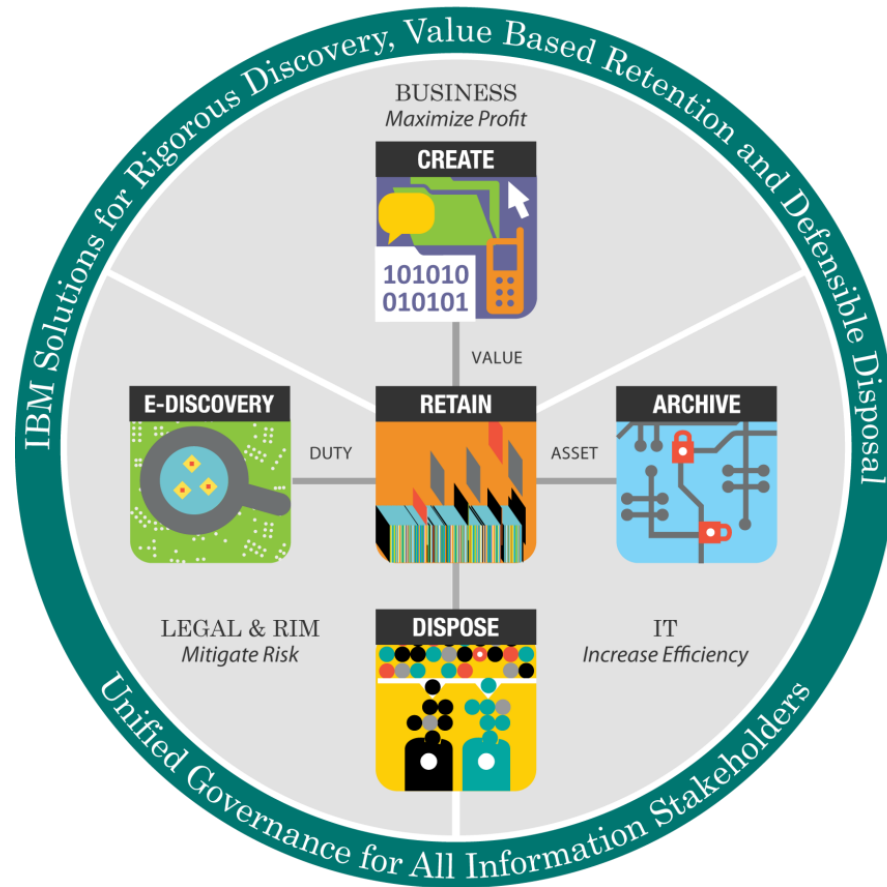 IBM Solutions for Rigorous Discovery, Value Based Retention and Defensible Disposal
BUSINESS
Maximize Profit
CREATE
101010
010101
VALUE
E-DISCOVERY
DUTY
RETAIN
ASSET
ARCHIVE
LEGAL & RIM
Mitigate Risk
DISPOSE
IT
Increase Efficiency
Unified Governance for All Information Stakeholders